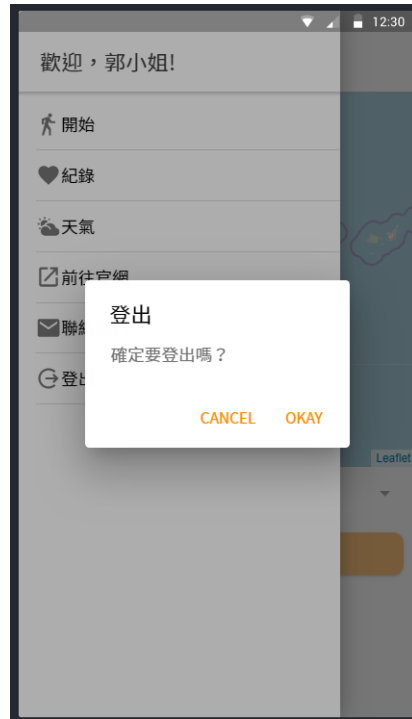 12:30
歡迎，郭小姐!
開始
紀錄
天氣
前往官網
登出
確定要登出嗎？
CANCEL OKAY
Leaflet